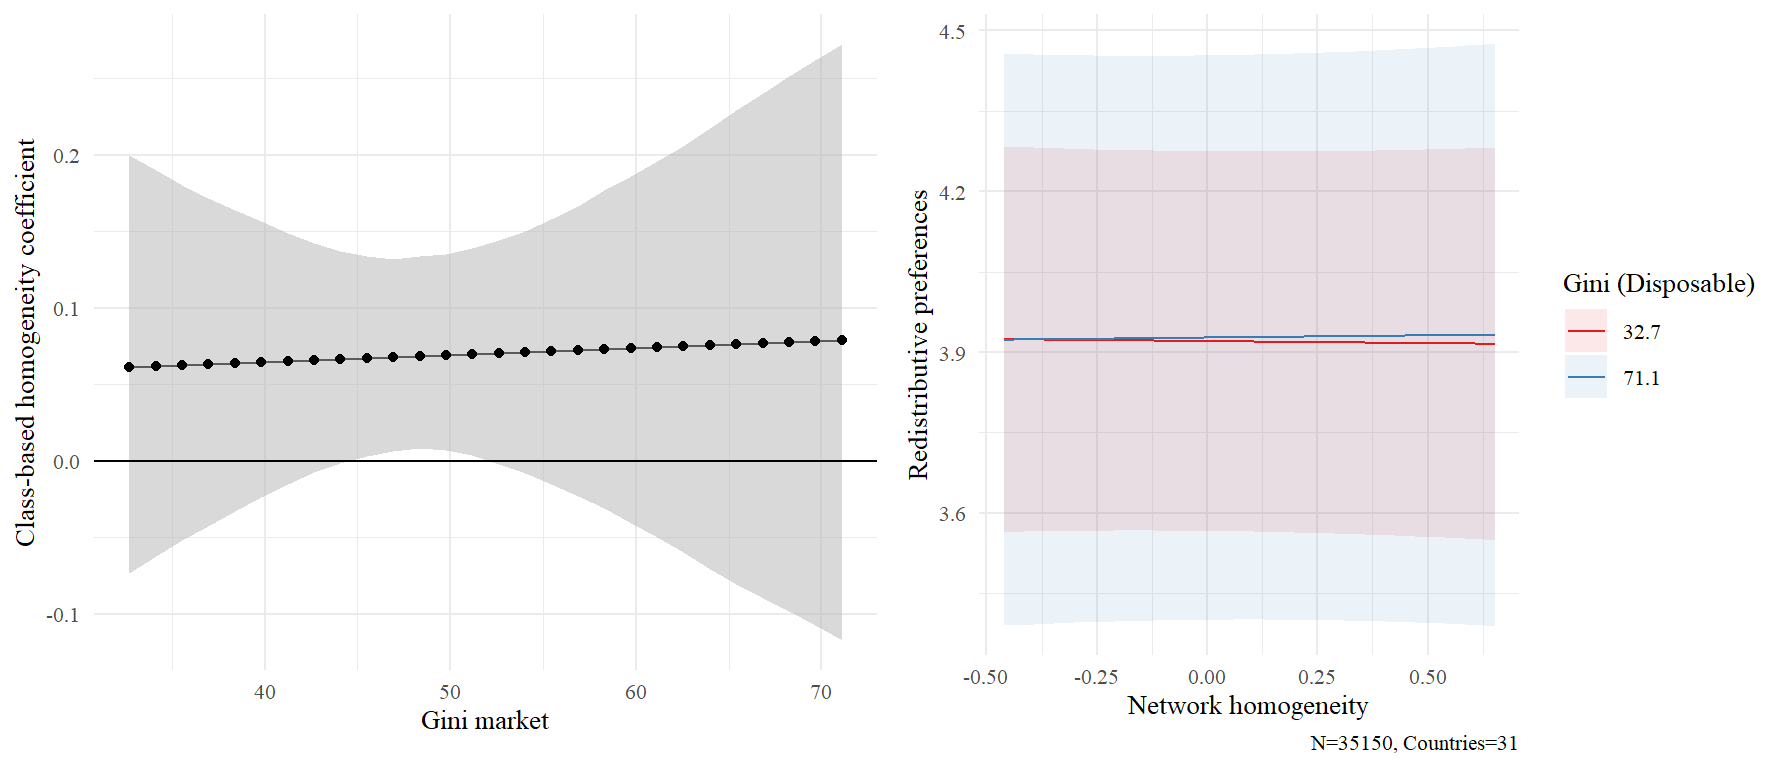 Class-based homogeneity coefficient
0.2
0.1
0.0
-0.1
40 50 60 70
Gini market
Redistributive preferences
4.5
4.2
3.9
3.6
-0.50 -0.25 0.00 0.25 0.50
Network homogeneity
N=35150, Countries=31
Gini (Disposable)
32.7
71.1